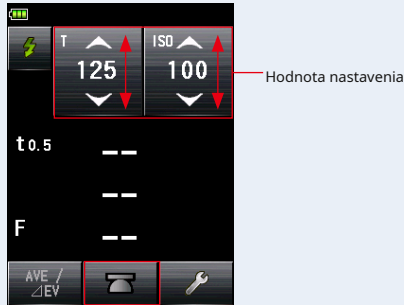 T
ISO
125
100
Hodnota nastavenia
t0.5
--
--
F
--
AVE /
⊿EV